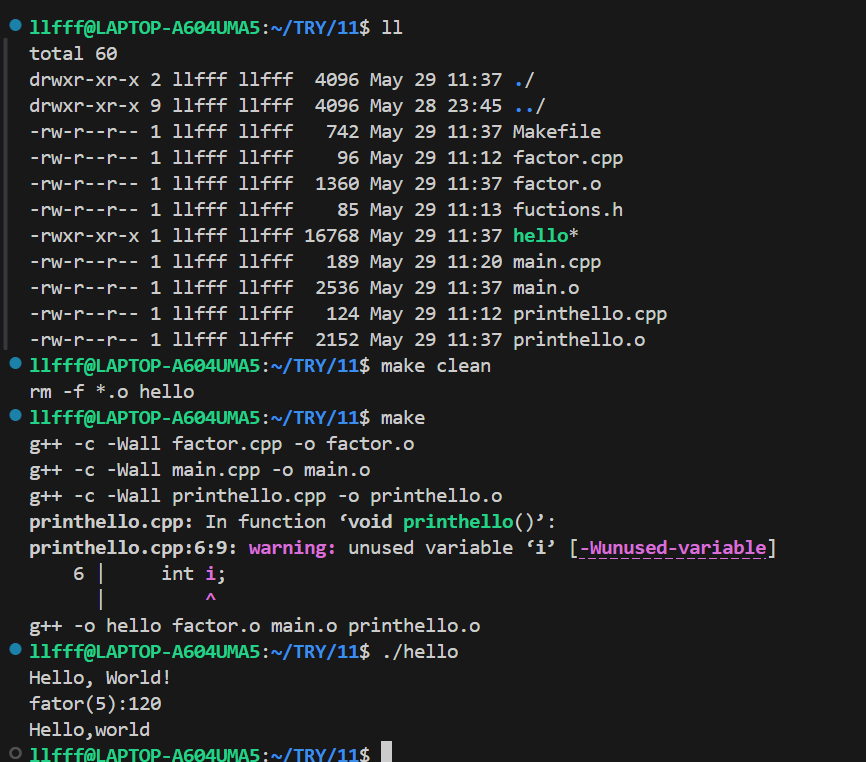 llfff@LAPTOP-A604UMA5:~/TRY/11$ ll
total 60
drwxr-xr-x 2 llfff llfff  4096 May 29 11:37 ./
drwxr-xr-x 9 llfff llfff  4096 May 28 23:45 ../
-rw-r--r-- 1 llfff llfff   742 May 29 11:37 Makefile
-rw-r--r-- 1 llfff llfff    96 May 29 11:12 factor.cpp
-rw-r--r-- 1 llfff llfff  1360 May 29 11:37 factor.o
-rw-r--r-- 1 llfff llfff    85 May 29 11:13 fuctions.h
-rwxr-xr-x 1 llfff llfff 16768 May 29 11:37 hello*
-rw-r--r-- 1 llfff llfff   189 May 29 11:20 main.cpp
-rw-r--r-- 1 llfff llfff  2536 May 29 11:37 main.o
-rw-r--r-- 1 llfff llfff   124 May 29 11:12 printhello.cpp
-rw-r--r-- 1 llfff llfff  2152 May 29 11:37 printhello.o
llfff@LAPTOP-A604UMA5:~/TRY/11$ make clean
rm -f *.o hello
llfff@LAPTOP-A604UMA5:~/TRY/11$ make
g++ -c -Wall factor.cpp -o factor.o
g++ -c -Wall main.cpp -o main.o
g++ -c -Wall printhello.cpp -o printhello.o
printhello.cpp: In function ‘void printhello()’:
printhello.cpp:6:9: warning: unused variable ‘i’ [-Wunused-variable]
    6 |     int i;
      |         ^
g++ -o hello factor.o main.o printhello.o
llfff@LAPTOP-A604UMA5:~/TRY/11$ ./hello
Hello, World!
fator(5):120
Hello,world
llfff@LAPTOP-A604UMA5:~/TRY/11$